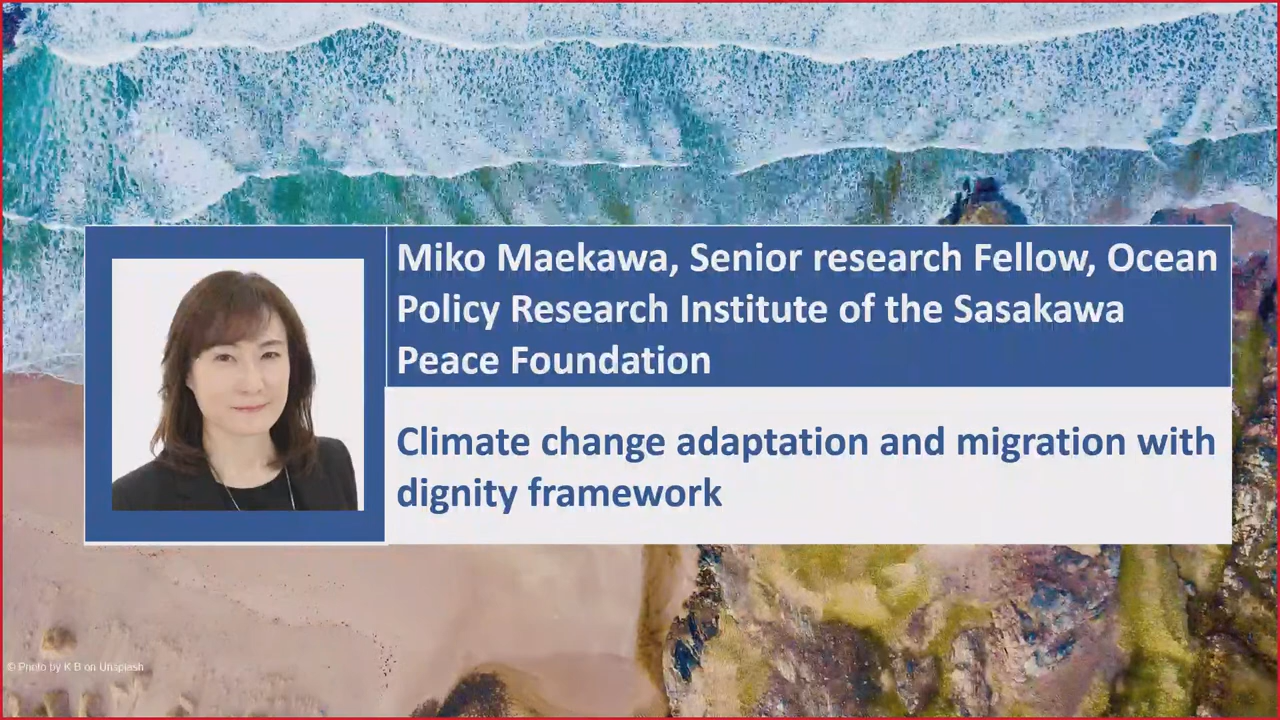 Miko Maekawa, Senior research Fellow, Ocean
Policy Research Institute of the Sasakawa
Peace Foundation
Climate change adaptation and migration with
dignity framework
© Photo by K B on Unsplash